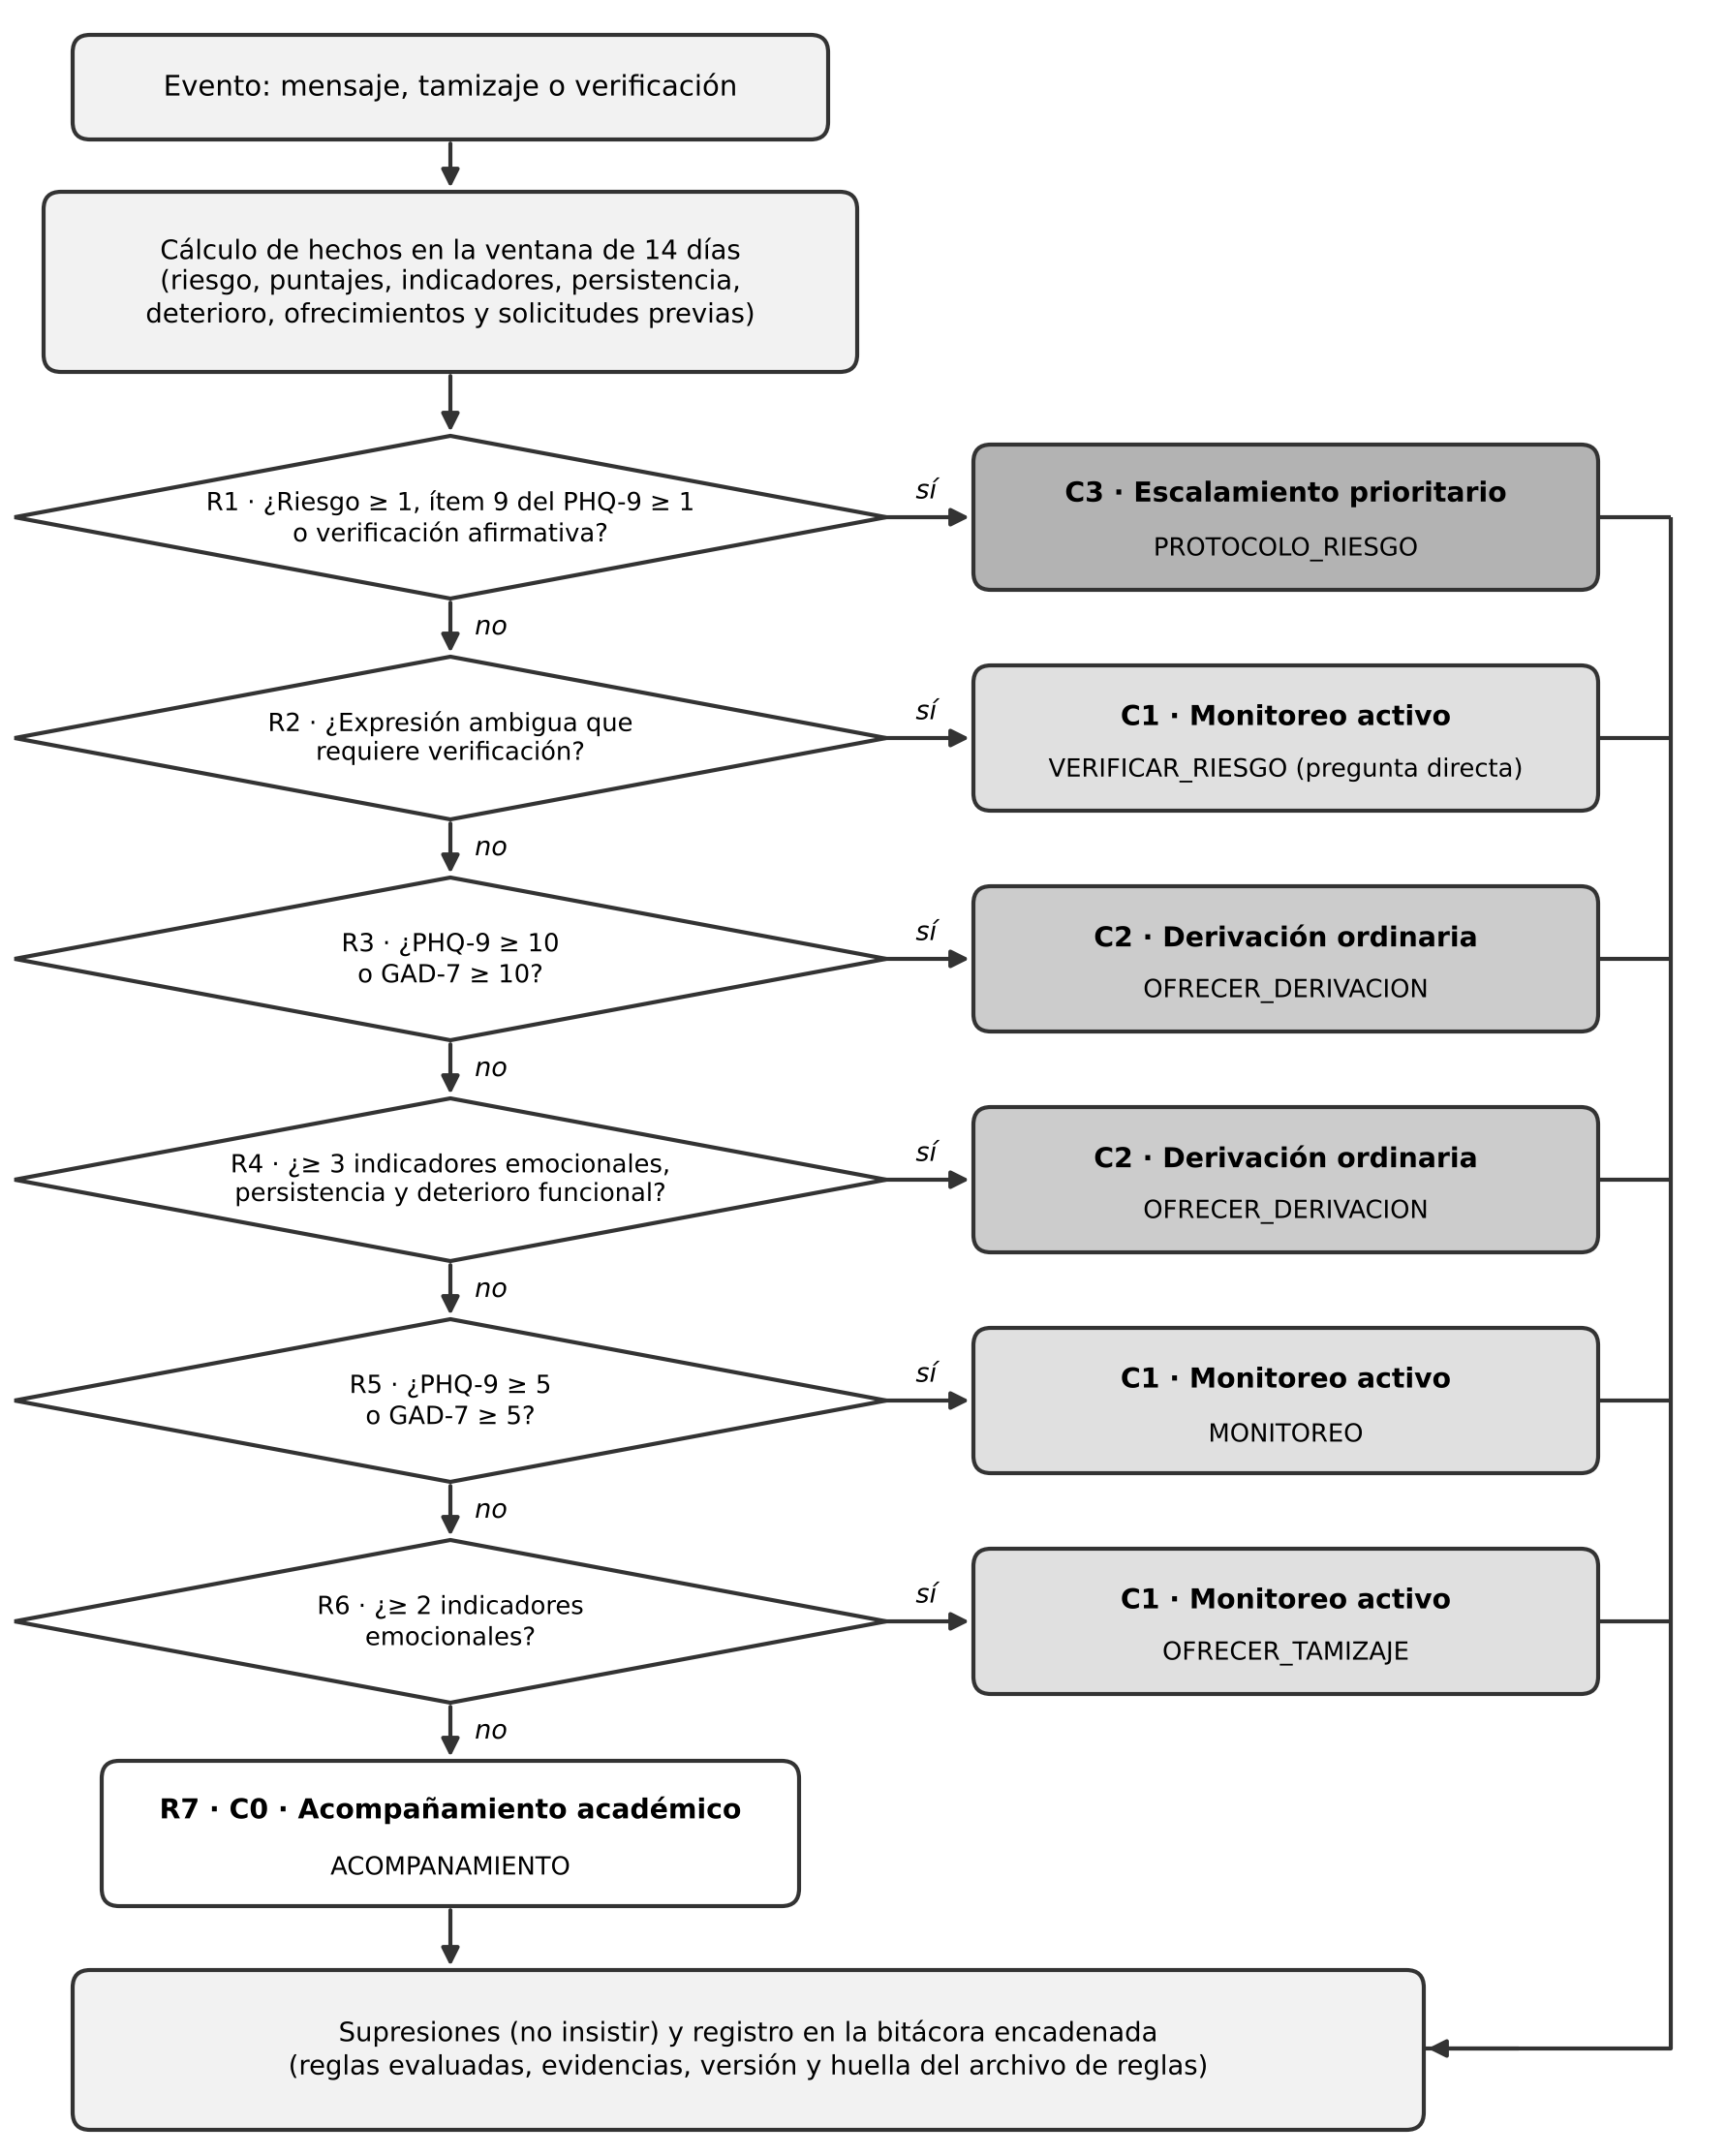 Evento: mensaje, tamizaje o verificación
Cálculo de hechos en la ventana de 14 días
(riesgo, puntajes, indicadores, persistencia,
deterioro, ofrecimientos y solicitudes previas)
R1 · ¿Riesgo ≥ 1, ítem 9 del PHQ-9 ≥ 1
o verificación afirmativa?
sí
C3 · Escalamiento prioritario
PROTOCOLO_RIESGO
no
R2 · ¿Expresión ambigua que
requiere verificación?
sí
C1 · Monitoreo activo
VERIFICAR_RIESGO (pregunta directa)
no
R3 · ¿PHQ-9 ≥ 10
o GAD-7 ≥ 10?
sí
C2 · Derivación ordinaria
OFRECER_DERIVACION
no
R4 · ¿≥ 3 indicadores emocionales,
persistencia y deterioro funcional?
sí
C2 · Derivación ordinaria
OFRECER_DERIVACION
no
R5 · ¿PHQ-9 ≥ 5
o GAD-7 ≥ 5?
sí
C1 · Monitoreo activo
MONITOREO
no
R6 · ¿≥ 2 indicadores
emocionales?
sí
C1 · Monitoreo activo
OFRECER_TAMIZAJE
no
R7 · C0 · Acompañamiento académico
ACOMPANAMIENTO
Supresiones (no insistir) y registro en la bitácora encadenada
(reglas evaluadas, evidencias, versión y huella del archivo de reglas)